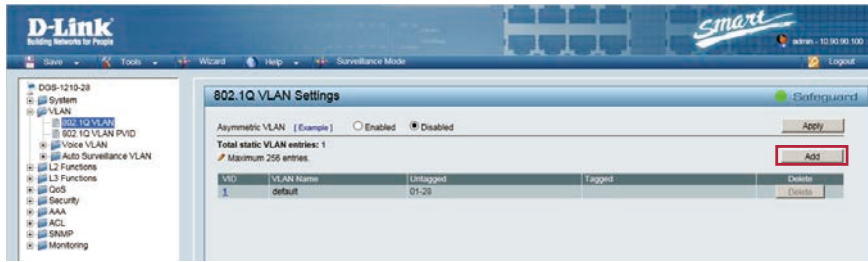 D-Link
Building Networks for People
smart
admin - 10.90.90.100
Save Tools Wizard Help Surveillance Mode Logout
DGS-1210-28
System
VLAN
802.1Q VLAN
802.1Q VLAN PVID
Voice VLAN
Auto Surveillance VLAN
L2 Functions
L3 Functions
QoS
Security
AAA
ACL
SNMP
Monitoring
802.1Q VLAN Settings
Safeguard
Asymmetric VLAN [ Example ] Enabled Disabled Apply
Total static VLAN entries: 1
Maximum 256 entries.
Add
VID VLAN Name Untagged Tagged Delete
1 default 01-28 Delete